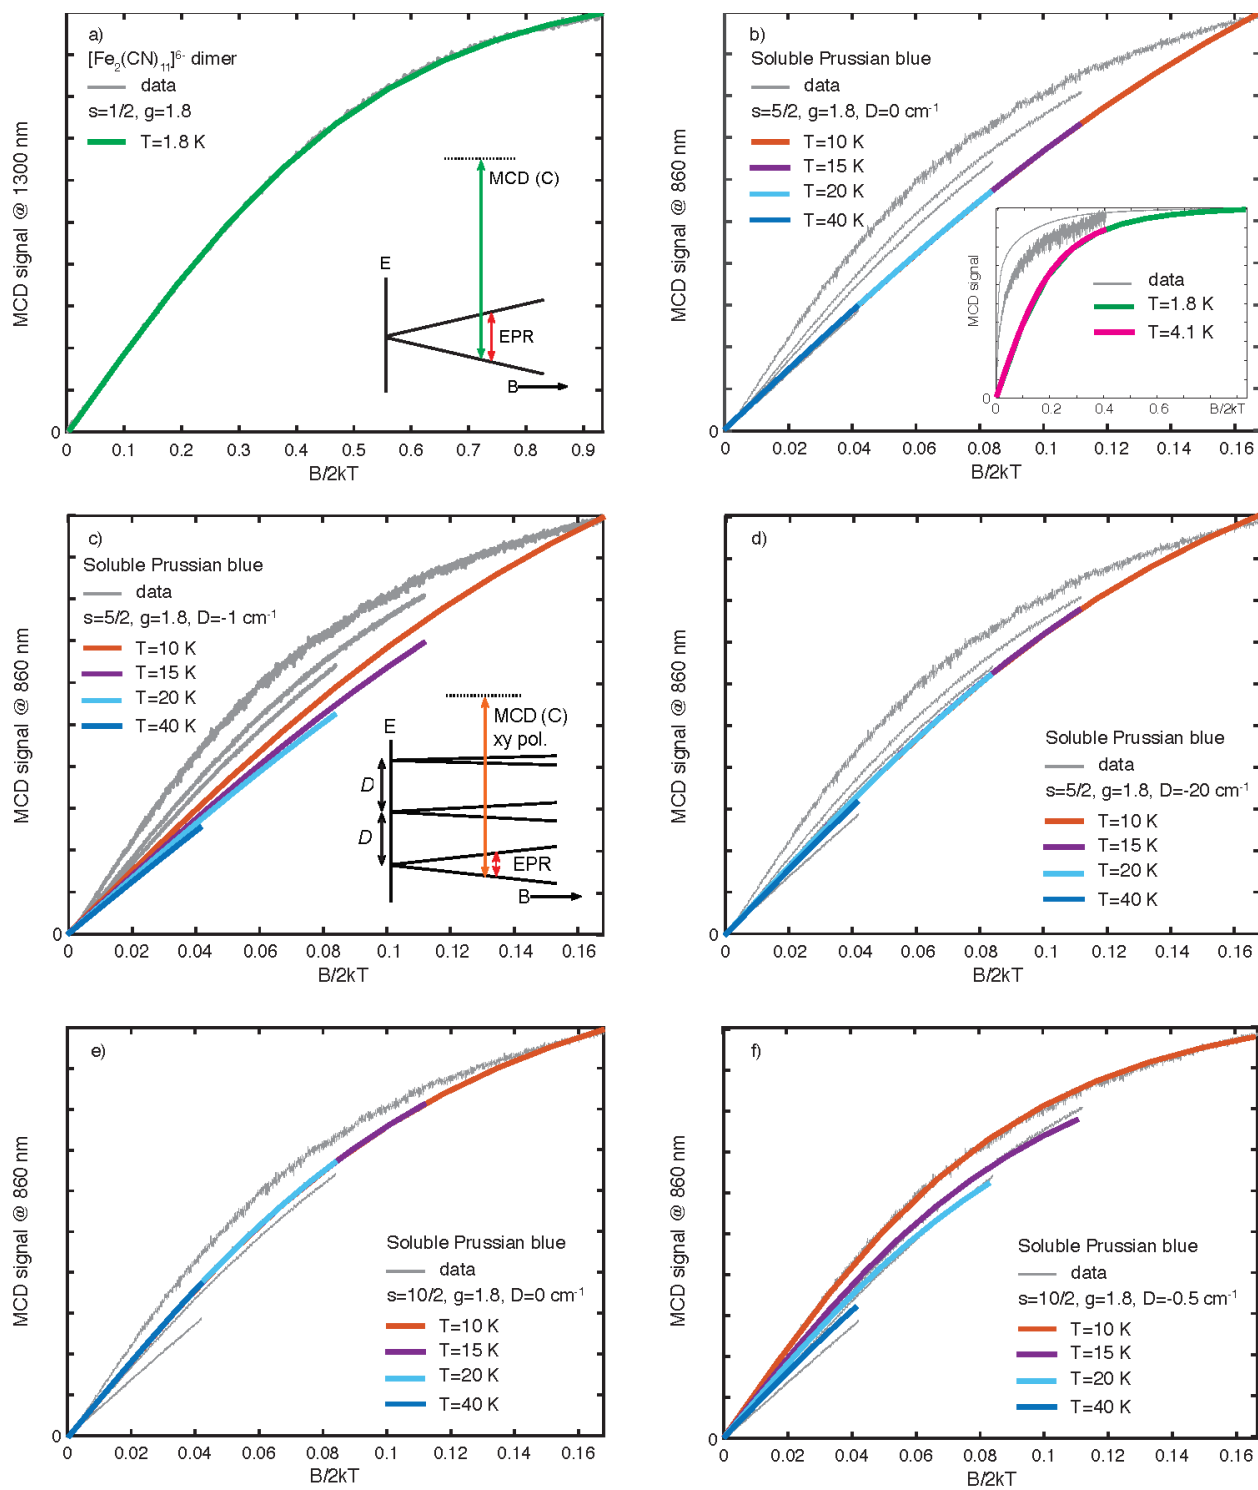 a)
[Fe₂(CN)₁₁]⁶⁻ dimer
data
s=1/2, g=1.8
T=1.8 K
MCD signal @ 1300 nm
MCD (C)
E
EPR
B
0
0 0.1 0.2 0.3 0.4 0.5 0.6 0.7 0.8 0.9
B/2kT
b)
Soluble Prussian blue
data
s=5/2, g=1.8, D=0 cm⁻¹
T=10 K
T=15 K
T=20 K
T=40 K
MCD signal @ 860 nm
MCD signal
data
T=1.8 K
T=4.1 K
0
0 0.2 0.4 0.6 B/2kT
0
0 0.02 0.04 0.06 0.08 0.1 0.12 0.14 0.16
B/2kT
c)
Soluble Prussian blue
data
s=5/2, g=1.8, D=-1 cm⁻¹
T=10 K
T=15 K
T=20 K
T=40 K
MCD signal @ 860 nm
MCD (C)
xy pol.
E
D
D
EPR
B
0
0 0.02 0.04 0.06 0.08 0.1 0.12 0.14 0.16
B/2kT
d)
MCD signal @ 860 nm
Soluble Prussian blue
data
s=5/2, g=1.8, D=-20 cm⁻¹
T=10 K
T=15 K
T=20 K
T=40 K
0
0 0.02 0.04 0.06 0.08 0.1 0.12 0.14 0.16
B/2kT
e)
MCD signal @ 860 nm
Soluble Prussian blue
data
s=10/2, g=1.8, D=0 cm⁻¹
T=10 K
T=15 K
T=20 K
T=40 K
0
0 0.02 0.04 0.06 0.08 0.1 0.12 0.14 0.16
B/2kT
f)
MCD signal @ 860 nm
Soluble Prussian blue
data
s=10/2, g=1.8, D=-0.5 cm⁻¹
T=10 K
T=15 K
T=20 K
T=40 K
0
0 0.02 0.04 0.06 0.08 0.1 0.12 0.14 0.16
B/2kT